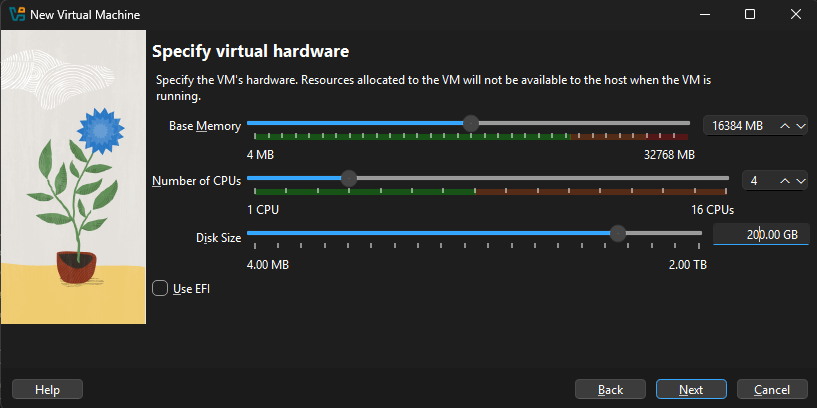 New Virtual Machine
Specify virtual hardware
Specify the VM's hardware. Resources allocated to the VM will not be available to the host when the VM is
running.
Base Memory
16384 MB
4 MB
32768 MB
Number of CPUs
4
1 CPU
16 CPUs
Disk Size
200.00 GB
4.00 MB
2.00 TB
Use EFI
Help
Back
Next
Cancel